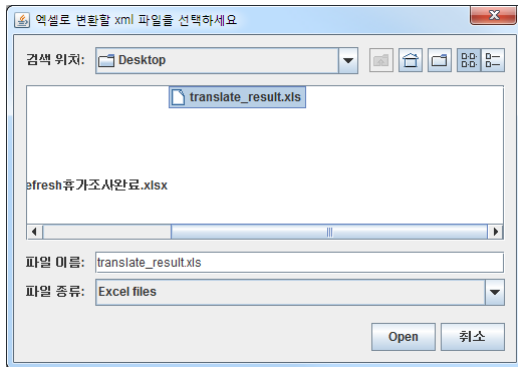 엑셀로 변환할 xml 파일을 선택하세요
검색 위치: Desktop
translate_result.xls
efresh휴가조사완료.xlsx
파일 이름: translate_result.xls
파일 종류: Excel files
Open 취소